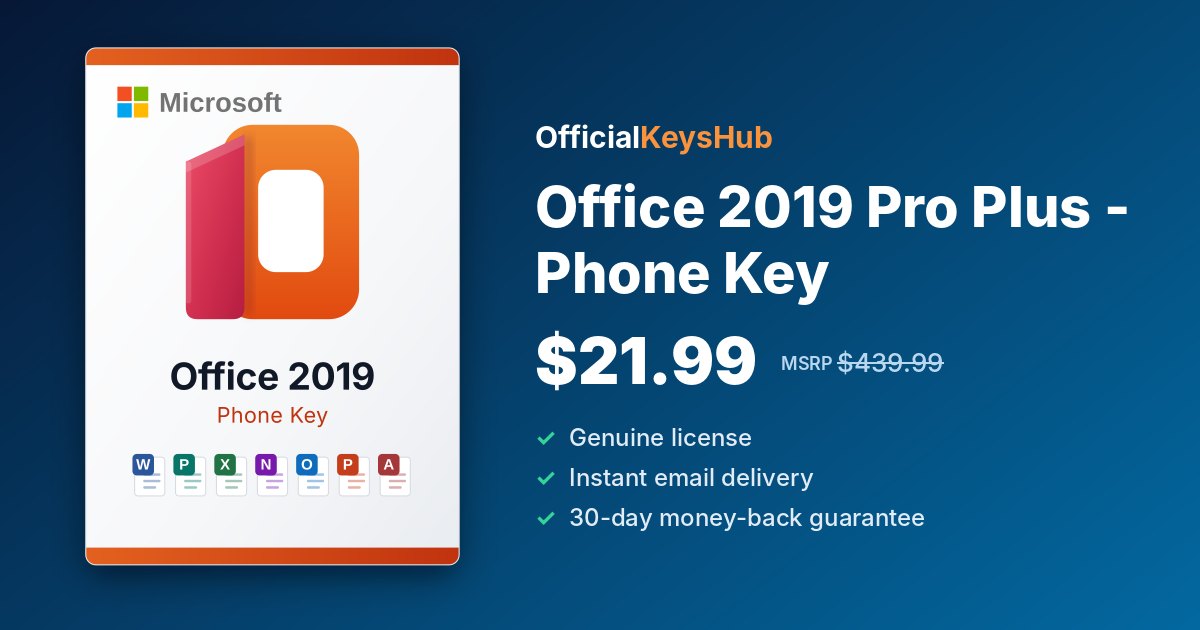 Microsoft
Office 2019
Phone Key
W P X N O P A
OfficialKeysHub
Office 2019 Pro Plus -
Phone Key
$21.99 MSRP $439.99
Genuine license
Instant email delivery
30-day money-back guarantee